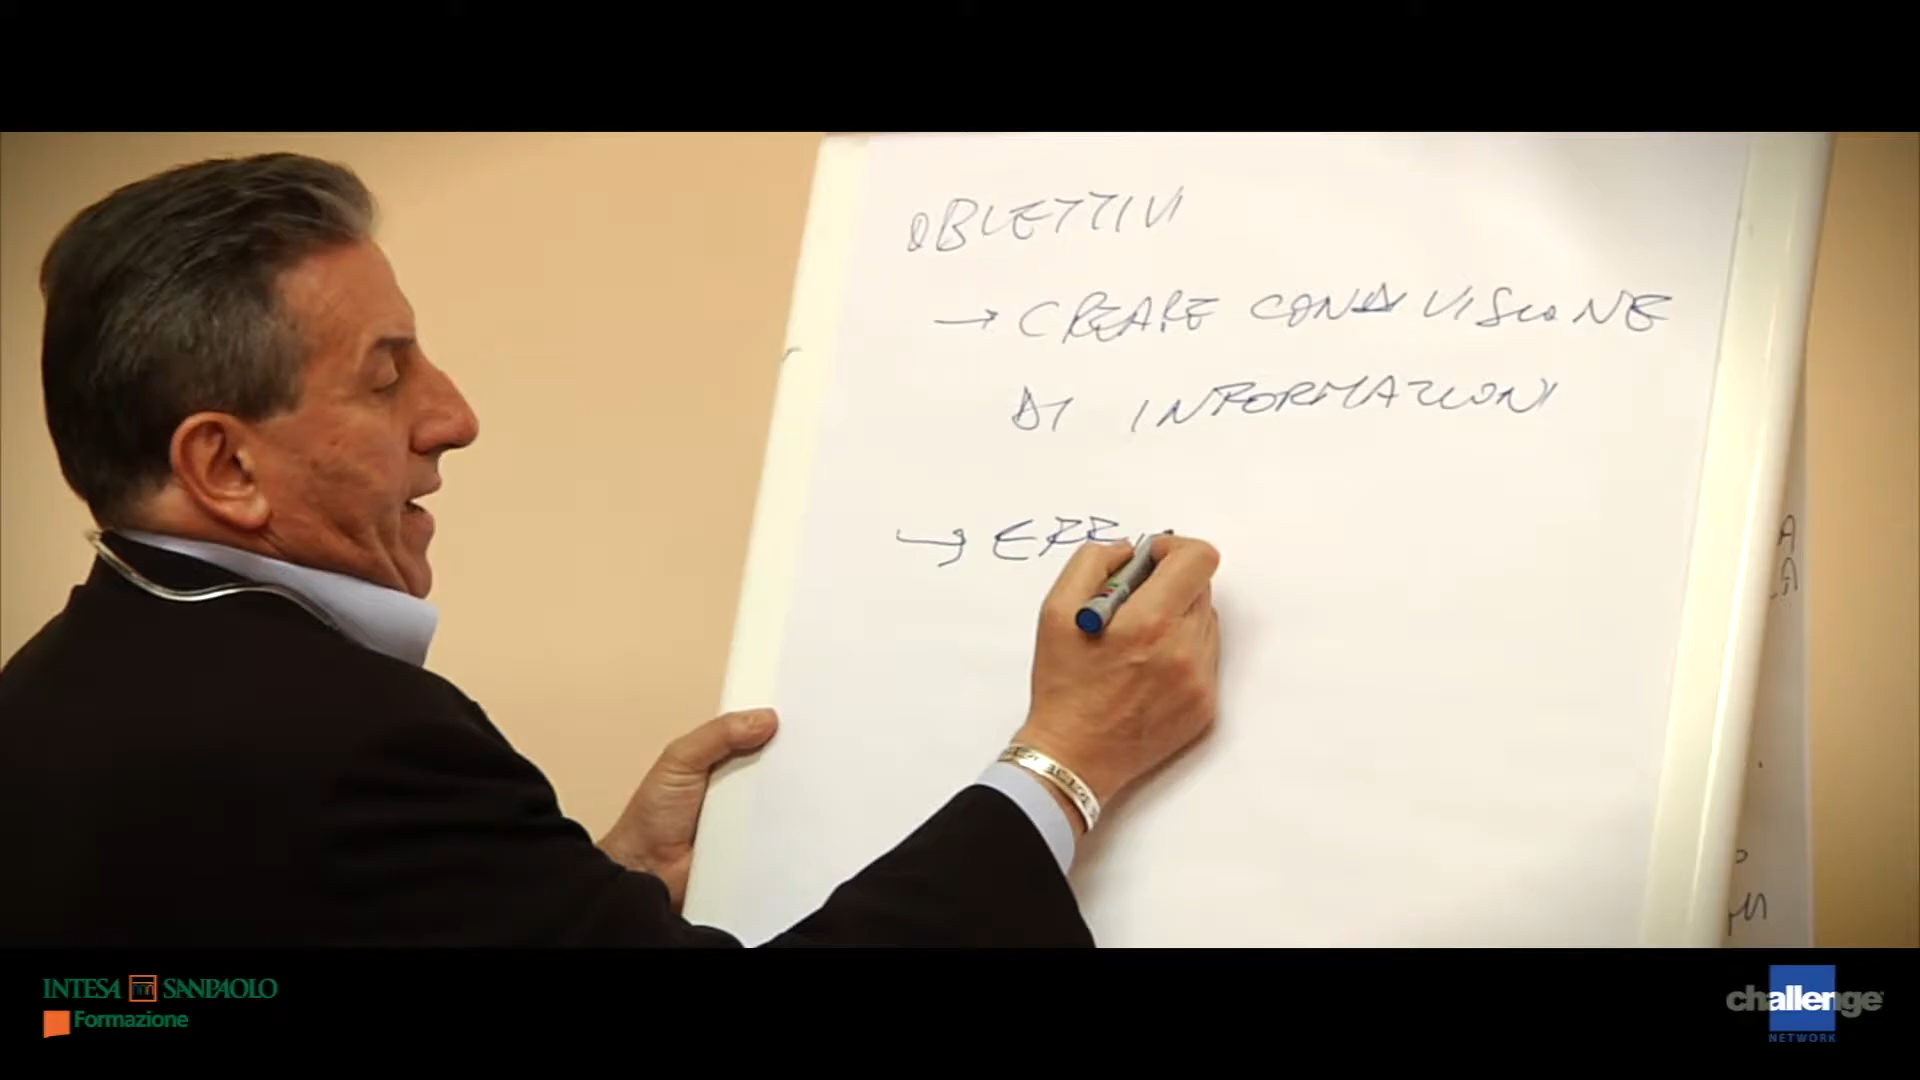 OBIETTIVI
→ CREARE CONDIVISIONE
DI INFORMAZIONI
INTESA SANPAOLO
Formazione
challenge
NETWORK